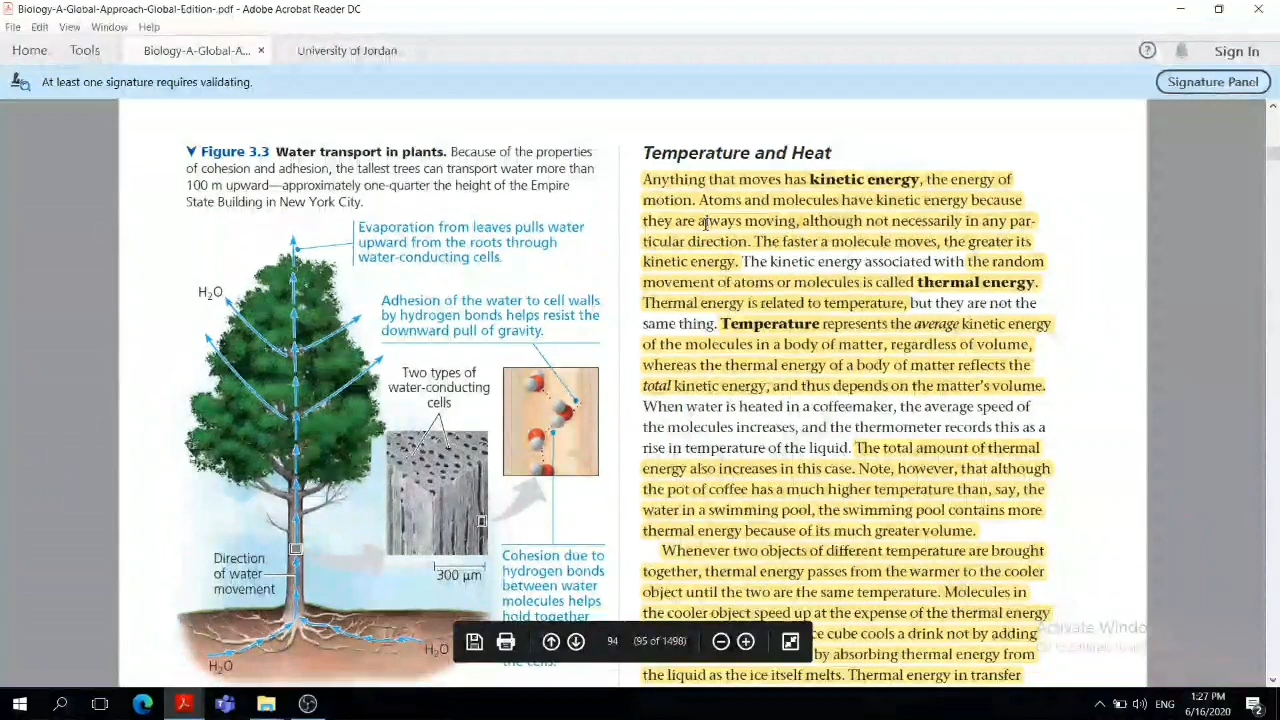 Biology-A-Global-Approach-Global-Edition-.pdf - Adobe Acrobat Reader DC
File Edit View Window Help
Home Tools Biology-A-Global-A... × University of Jordan Sign In
At least one signature requires validating.
Signature Panel
Figure 3.3 Water transport in plants. Because of the properties
of cohesion and adhesion, the tallest trees can transport water more than
100 m upward—approximately one-quarter the height of the Empire
State Building in New York City.
Evaporation from leaves pulls water
upward from the roots through
water-conducting cells.
H₂O
Adhesion of the water to cell walls
by hydrogen bonds helps resist the
downward pull of gravity.
Two types of
water-conducting
cells
300 µm
Direction
of water
movement
Cohesion due to
hydrogen bonds
between water
molecules helps
hold together
the cells.
H₂O
H₂O
Temperature and Heat
Anything that moves has kinetic energy, the energy of
motion. Atoms and molecules have kinetic energy because
they are always moving, although not necessarily in any par-
ticular direction. The faster a molecule moves, the greater its
kinetic energy. The kinetic energy associated with the random
movement of atoms or molecules is called thermal energy.
Thermal energy is related to temperature, but they are not the
same thing. Temperature represents the average kinetic energy
of the molecules in a body of matter, regardless of volume,
whereas the thermal energy of a body of matter reflects the
total kinetic energy, and thus depends on the matter's volume.
When water is heated in a coffeemaker, the average speed of
the molecules increases, and the thermometer records this as a
rise in temperature of the liquid. The total amount of thermal
energy also increases in this case. Note, however, that although
the pot of coffee has a much higher temperature than, say, the
water in a swimming pool, the swimming pool contains more
thermal energy because of its much greater volume.
Whenever two objects of different temperature are brought
together, thermal energy passes from the warmer to the cooler
object until the two are the same temperature. Molecules in
the cooler object speed up at the expense of the thermal energy
cube cools a drink not by adding
by absorbing thermal energy from
the liquid as the ice itself melts. Thermal energy in transfer
94 (95 of 1498)
Activate Windo
ENG
1:27 PM
6/16/2020
2